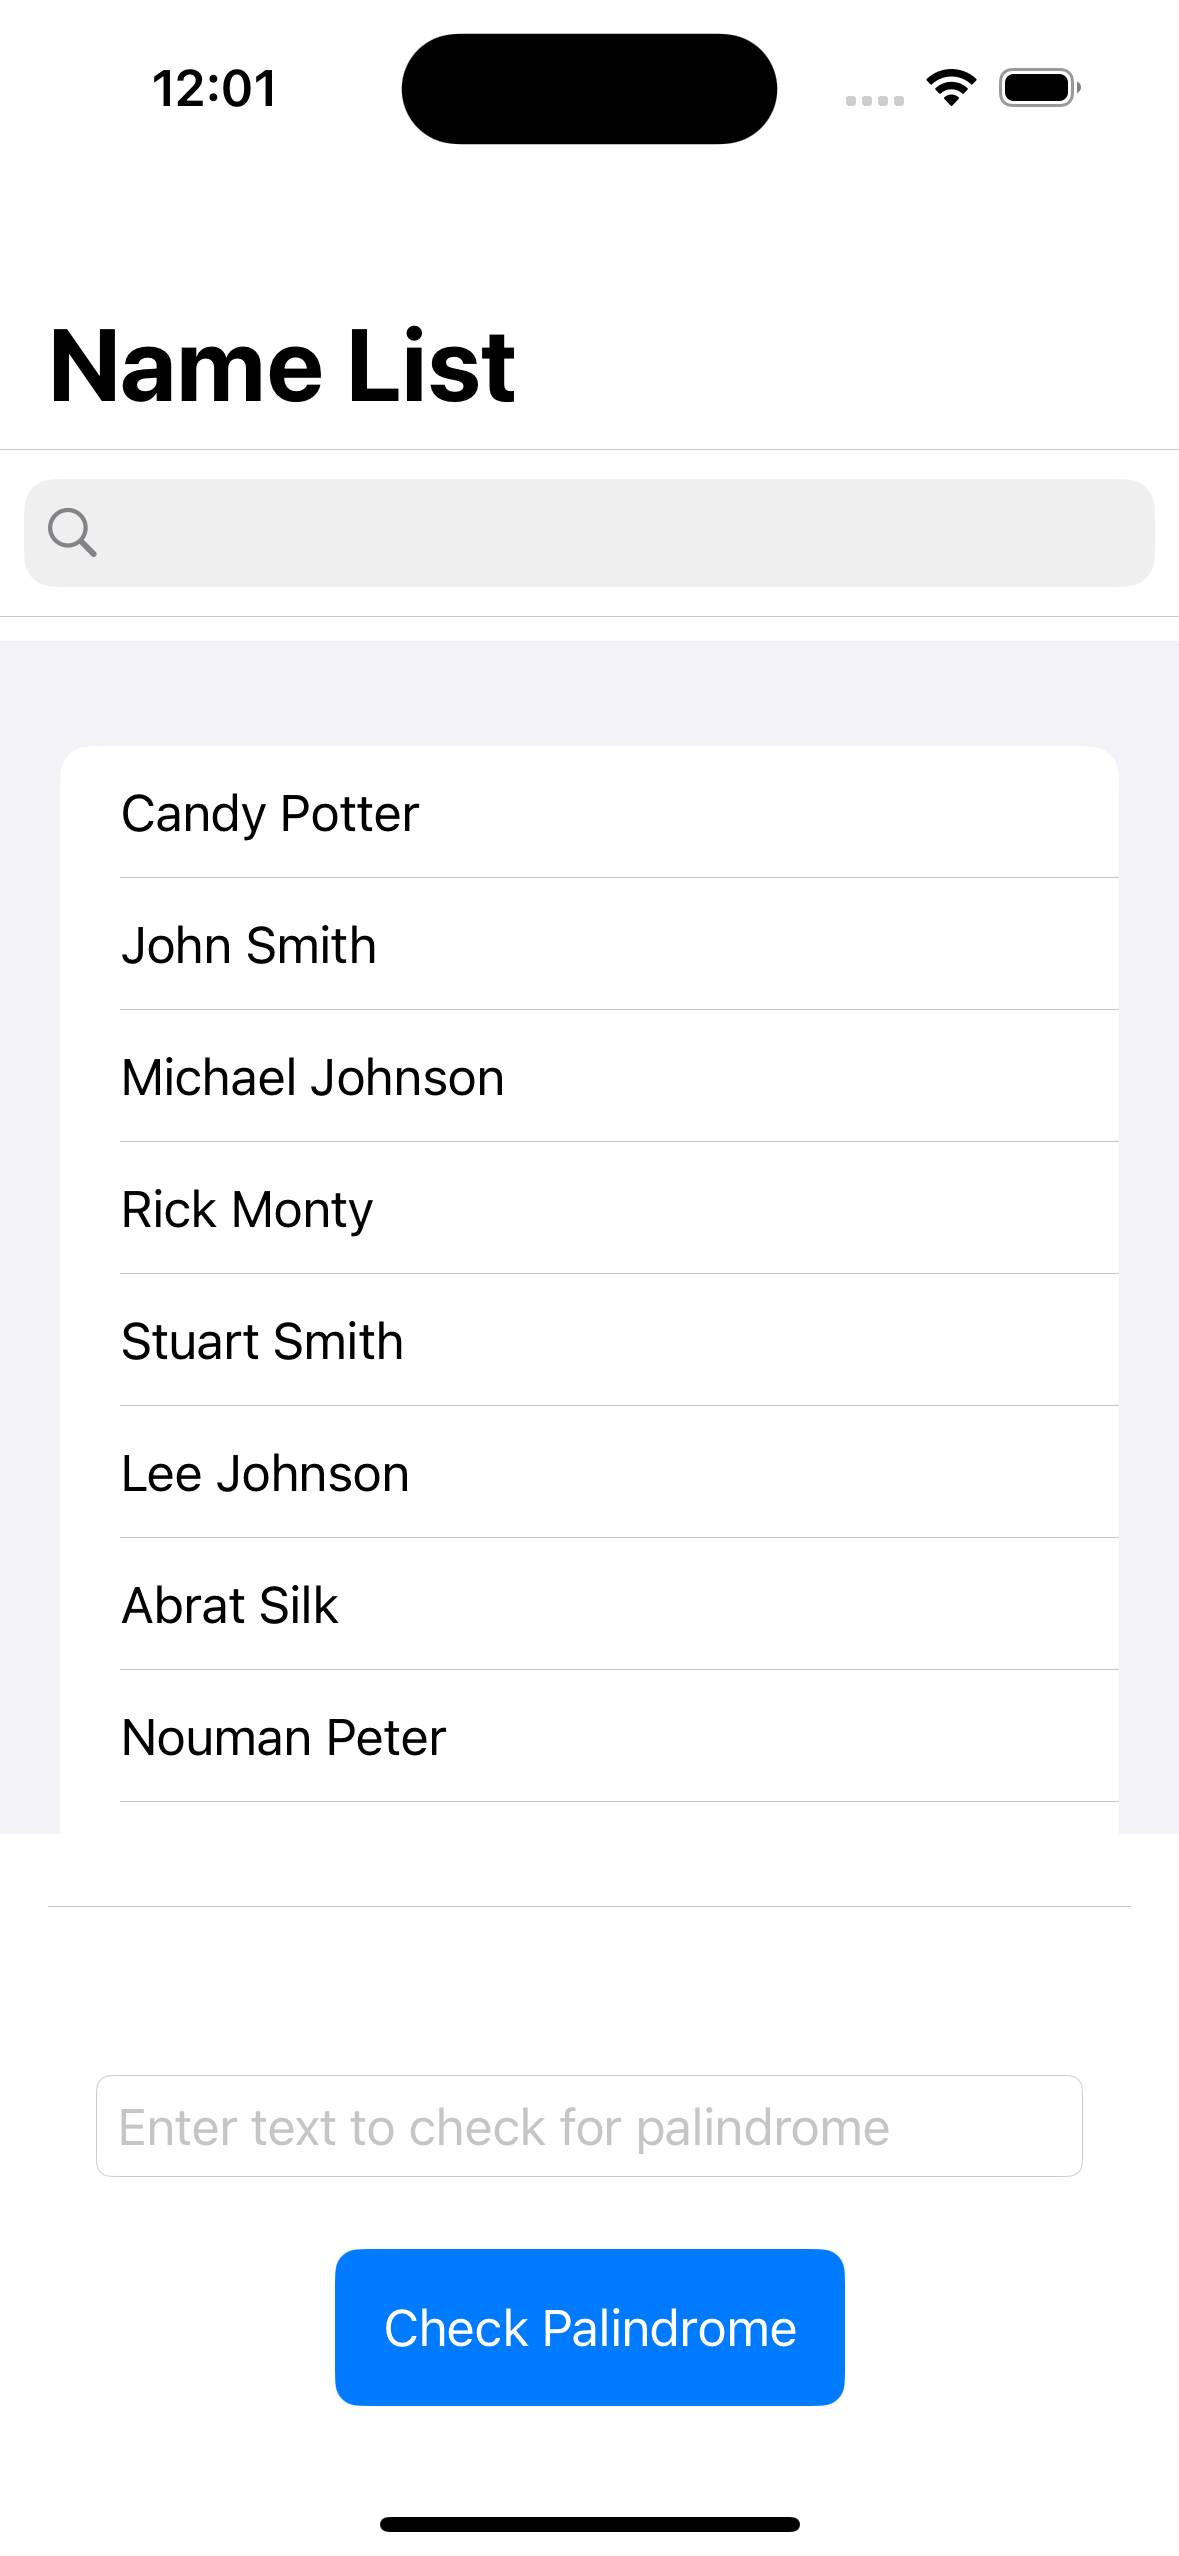 12:01
Name List
Candy Potter
John Smith
Michael Johnson
Rick Monty
Stuart Smith
Lee Johnson
Abrat Silk
Nouman Peter
Enter text to check for palindrome
Check Palindrome